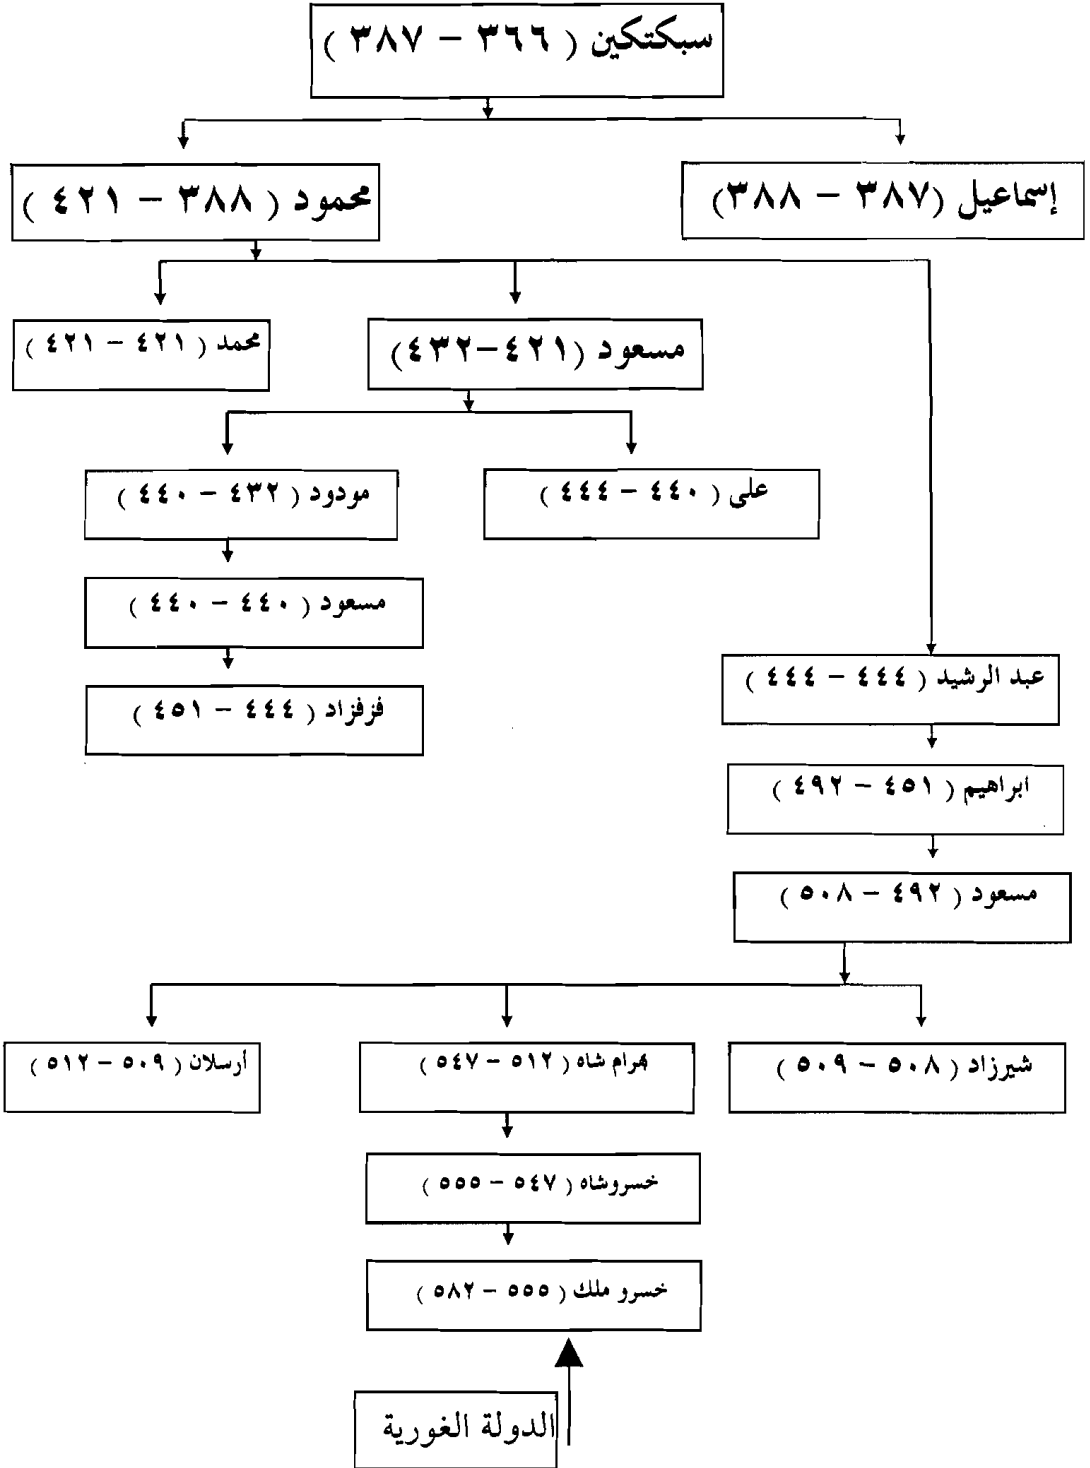 سبكتكين ( ٣٦٦ – ٣٨٧ )
إسماعيل (٣٨٧ – ٣٨٨)
محمود ( ٣٨٨ – ٤٢١ )
مسعود (٤٢١–٤٣٢)
محمد ( ٤٢١ – ٤٢١ )
على ( ٤٤٠ – ٤٤٤ )
مودود ( ٤٣٢ – ٤٤٠ )
مسعود ( ٤٤٠ – ٤٤٠ )
عبد الرشيد ( ٤٤٤ – ٤٤٤ )
فزفزاد ( ٤٤٤ – ٤٥١ )
ابراهيم ( ٤٥١ – ٤٩٢ )
مسعود ( ٤٩٢ – ٥٠٨ )
شيرزاد ( ٥٠٨ – ٥٠٩ )
بهرام شاه ( ٥١٢ – ٥٤٧ )
أرسلان ( ٥٠٩ – ٥١٢ )
خسروشاه ( ٥٤٧ – ٥٥٥ )
خسرو ملك ( ٥٥٥ – ٥٨٢ )
الدولة الغورية